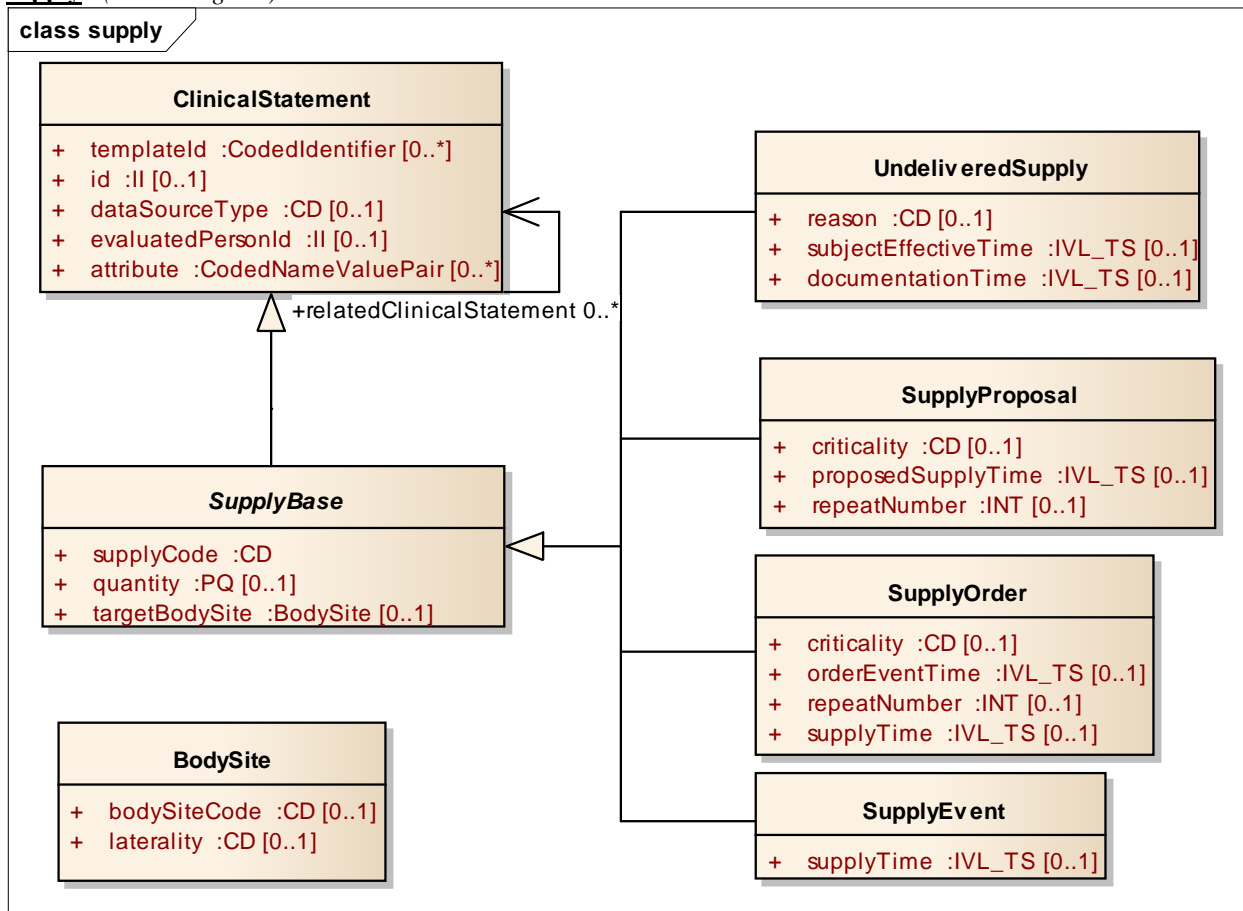 class supply
ClinicalStatement
+ templateId :CodedIdentifier [0..*]
+ id :II [0..1]
+ dataSourceType :CD [0..1]
+ evaluatedPersonId :II [0..1]
+ attribute :CodedNameValuePair [0..*]
+relatedClinicalStatement 0..*
SupplyBase
+ supplyCode :CD
+ quantity :PQ [0..1]
+ targetBodySite :BodySite [0..1]
BodySite
+ bodySiteCode :CD [0..1]
+ laterality :CD [0..1]
UndeliveredSupply
+ reason :CD [0..1]
+ subjectEffectiveTime :IVL_TS [0..1]
+ documentationTime :IVL_TS [0..1]
SupplyProposal
+ criticality :CD [0..1]
+ proposedSupplyTime :IVL_TS [0..1]
+ repeatNumber :INT [0..1]
SupplyOrder
+ criticality :CD [0..1]
+ orderEventTime :IVL_TS [0..1]
+ repeatNumber :INT [0..1]
+ supplyTime :IVL_TS [0..1]
SupplyEvent
+ supplyTime :IVL_TS [0..1]